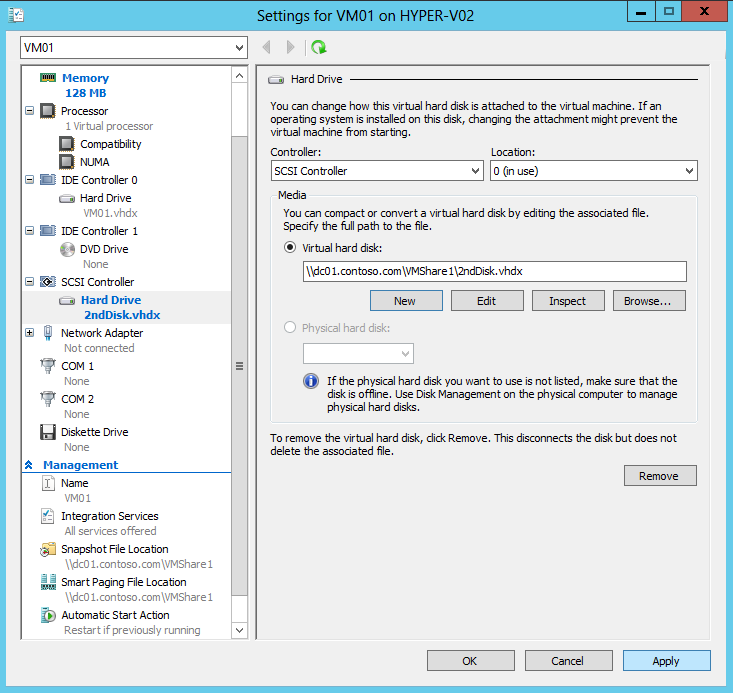 Settings for VM01 on HYPER-V02
VM01
Memory
128 MB
Processor
1 Virtual processor
Compatibility
NUMA
IDE Controller 0
Hard Drive
VM01.vhdx
IDE Controller 1
DVD Drive
None
SCSI Controller
Hard Drive
2ndDisk.vhdx
Network Adapter
Not connected
COM 1
None
COM 2
None
Diskette Drive
None
Management
Name
VM01
Integration Services
All services offered
Snapshot File Location
\\dc01.contoso.com\VMShare1
Smart Paging File Location
\\dc01.contoso.com\VMShare1
Automatic Start Action
Restart if previously running
Hard Drive
You can change how this virtual hard disk is attached to the virtual machine. If an
operating system is installed on this disk, changing the attachment might prevent the
virtual machine from starting.
Controller: Location:
SCSI Controller 0 (in use)
Media
You can compact or convert a virtual hard disk by editing the associated file.
Specify the full path to the file.
Virtual hard disk:
\\dc01.contoso.com\VMShare1\2ndDisk.vhdx
New Edit Inspect Browse...
Physical hard disk:
If the physical hard disk you want to use is not listed, make sure that the
disk is offline. Use Disk Management on the physical computer to manage
physical hard disks.
To remove the virtual hard disk, click Remove. This disconnects the disk but does not
delete the associated file.
Remove
OK Cancel Apply